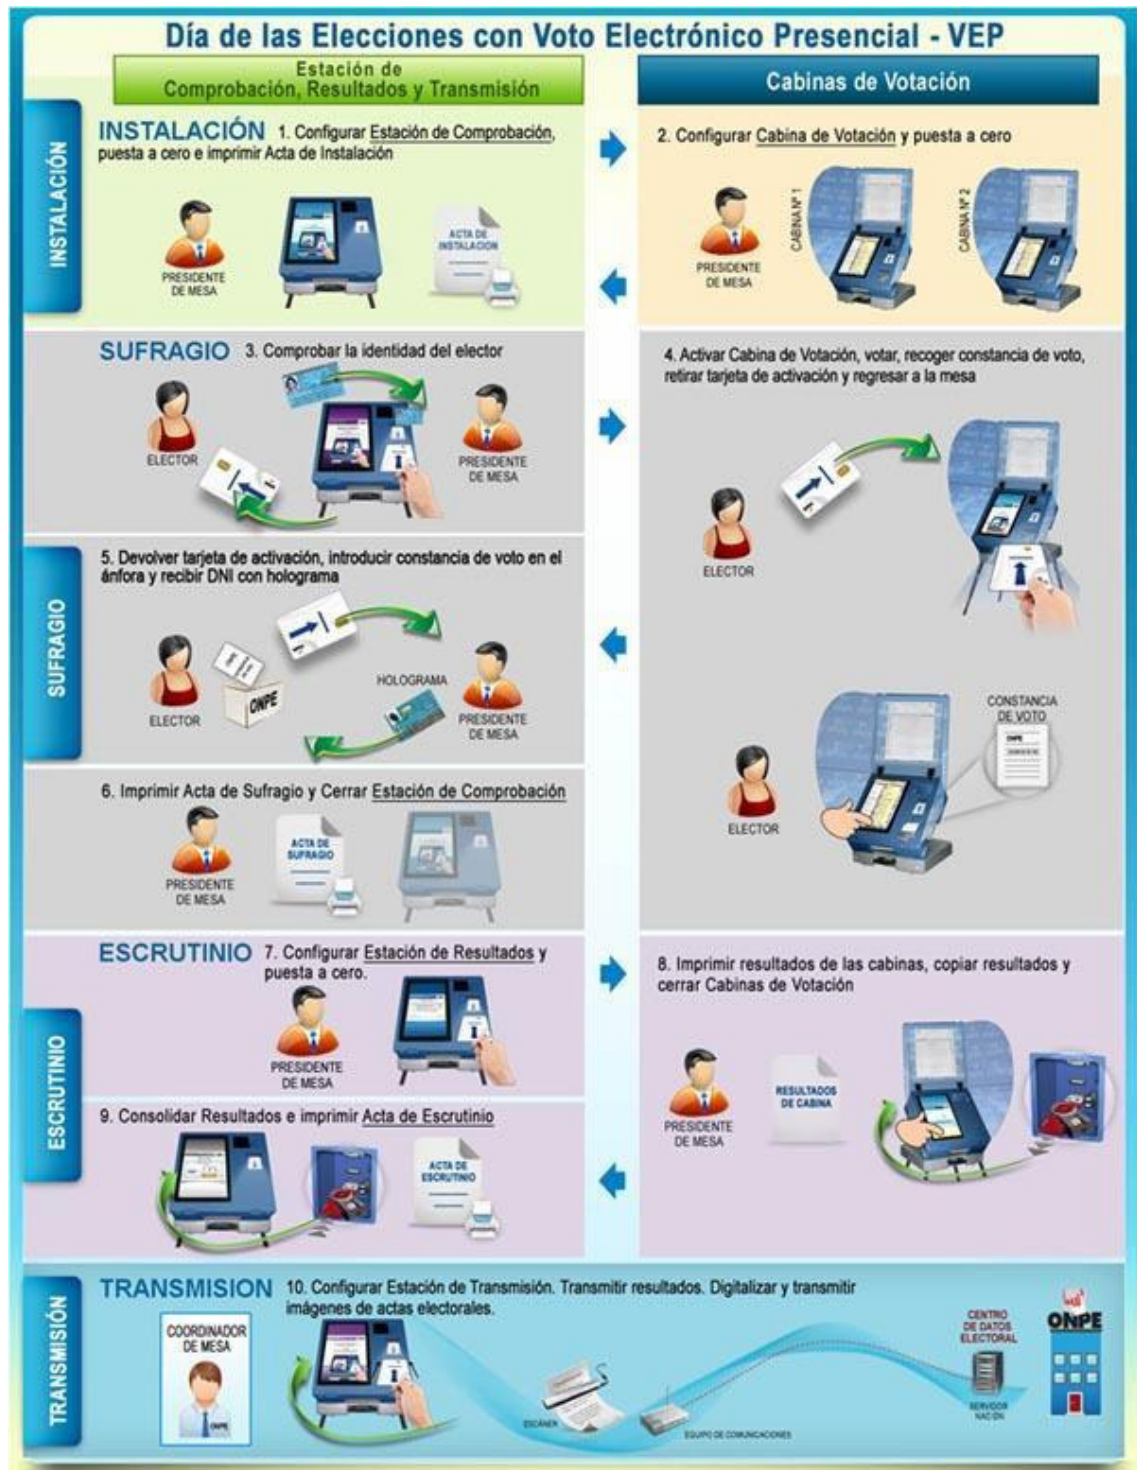 Día de las Elecciones con Voto Electrónico Presencial - VEP
Estación de
Comprobación, Resultados y Transmisión
Cabinas de Votación
INSTALACIÓN
INSTALACIÓN 1. Configurar Estación de Comprobación,
puesta a cero e imprimir Acta de Instalación
PRESIDENTE
DE MESA
ACTA DE
INSTALACION
2. Configurar Cabina de Votación y puesta a cero
PRESIDENTE
DE MESA
CABINA Nº 1
CABINA Nº 2
SUFRAGIO 3. Comprobar la identidad del elector
ELECTOR
PRESIDENTE
DE MESA
4. Activar Cabina de Votación, votar, recoger constancia de voto,
retirar tarjeta de activación y regresar a la mesa
ELECTOR
SUFRAGIO
5. Devolver tarjeta de activación, introducir constancia de voto en el
ánfora y recibir DNI con holograma
ELECTOR
ONPE
ONPE
HOLOGRAMA
PRESIDENTE
DE MESA
CONSTANCIA
DE VOTO
ONPE
ELECTOR
6. Imprimir Acta de Sufragio y Cerrar Estación de Comprobación
PRESIDENTE
DE MESA
ACTA DE
SUFRAGIO
ESCRUTINIO
ESCRUTINIO 7. Configurar Estación de Resultados y
puesta a cero.
PRESIDENTE
DE MESA
8. Imprimir resultados de las cabinas, copiar resultados y
cerrar Cabinas de Votación
PRESIDENTE
DE MESA
RESULTADOS
DE CABINA
9. Consolidar Resultados e imprimir Acta de Escrutinio
ACTA DE
ESCRUTINIO
TRANSMISIÓN
TRANSMISION 10. Configurar Estación de Transmisión. Transmitir resultados. Digitalizar y transmitir
imágenes de actas electorales.
COORDINADOR
DE MESA
ONPE
ESCÁNER
EQUIPO DE COMUNICACIONES
CENTRO
DE DATOS
ELECTORAL
SERVIDOR
NACIÓN
ONPE